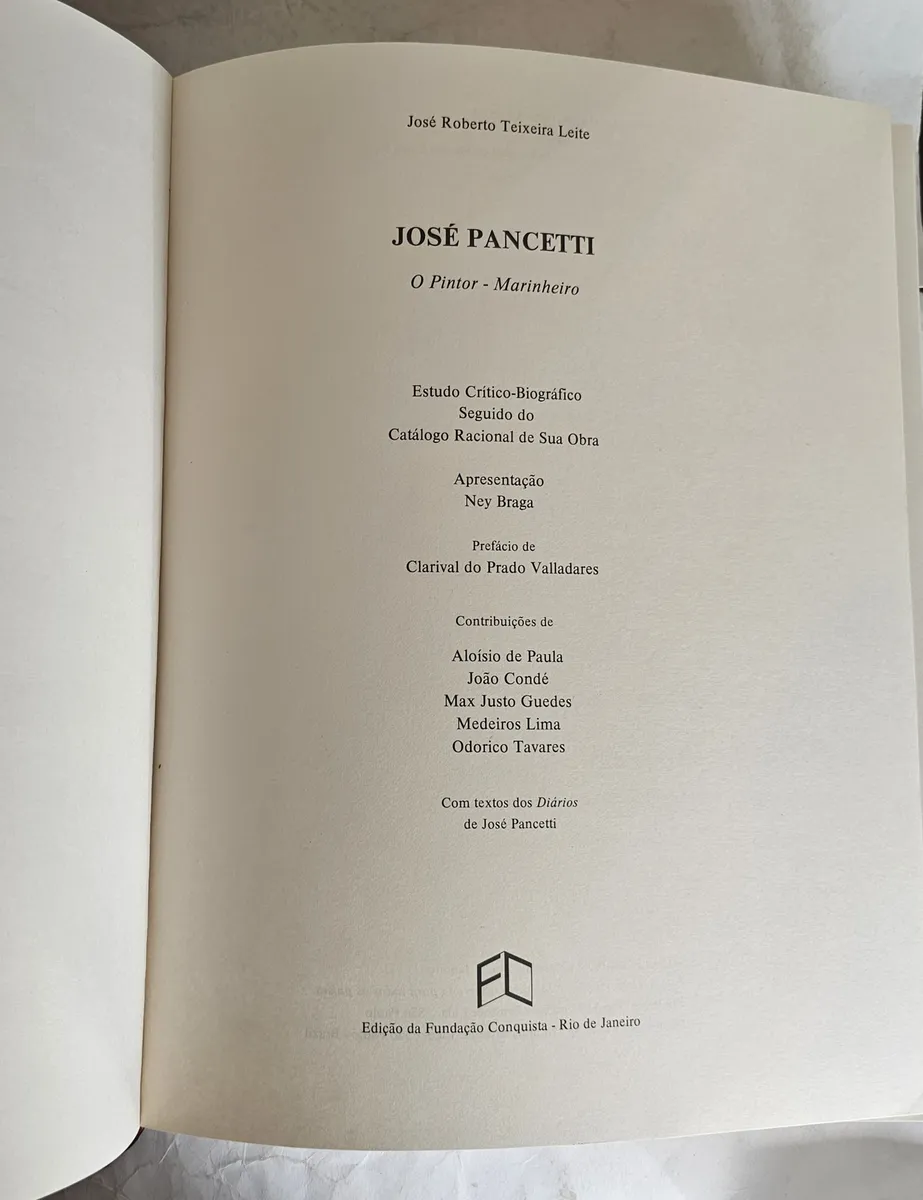 José Roberto Teixeira Leite
JOSÉ PANCETTI
O Pintor - Marinheiro
Estudo Crítico-Biográfico
Seguido do
Catálogo Racional de Sua Obra
Apresentação
Ney Braga
Prefácio de
Clarival do Prado Valladares
Contribuições de
Aloísio de Paula
João Condé
Max Justo Guedes
Medeiros Lima
Odorico Tavares
Com textos dos Diários
de José Pancetti
FC
Edição da Fundação Conquista - Rio de Janeiro